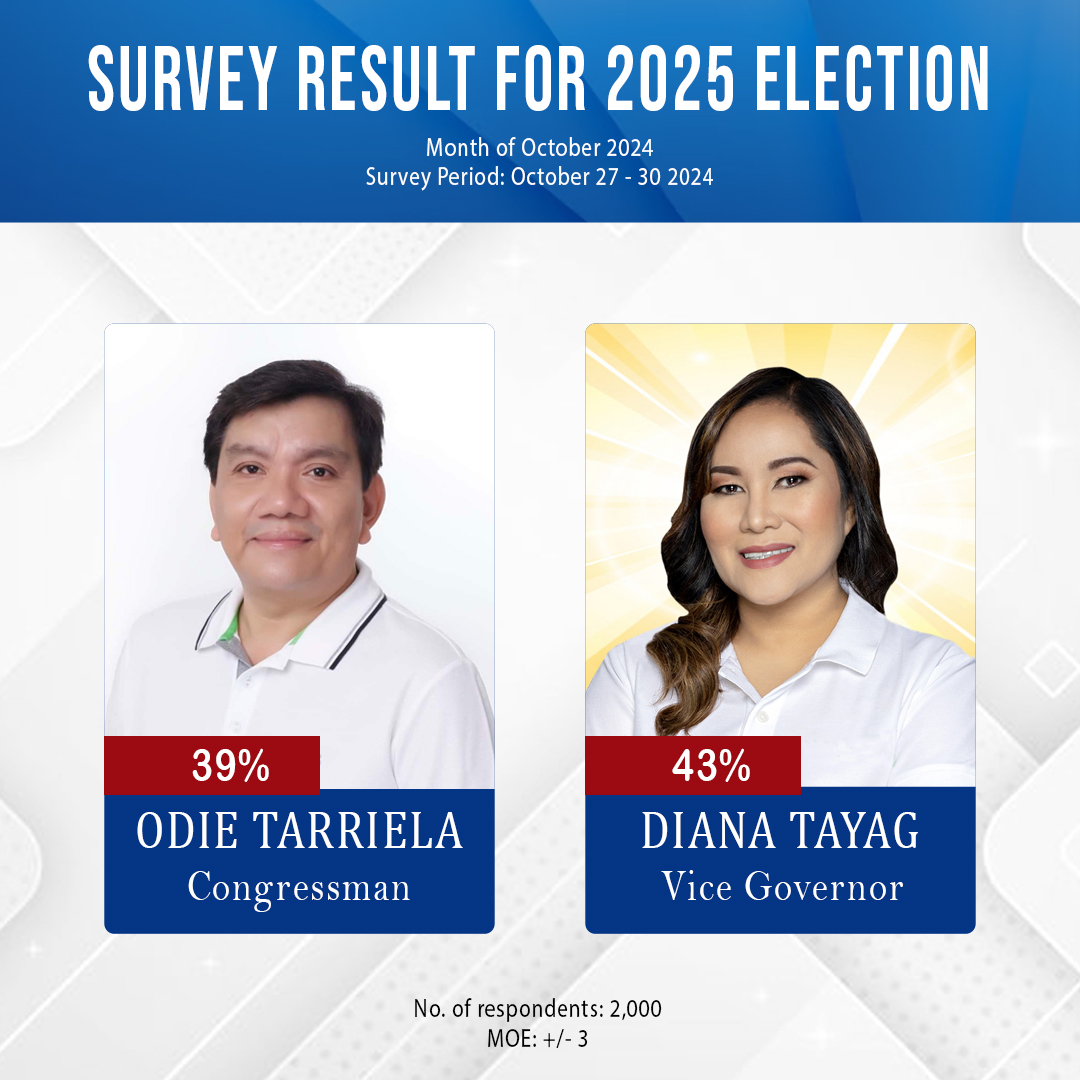 SURVEY RESULT FOR 2025 ELECTION
Month of October 2024
Survey Period: October 27 - 30 2024
39%
ODIE TARRIELA
Congressman
43%
DIANA TAYAG
Vice Governor
No. of respondents: 2,000
MOE: +/- 3